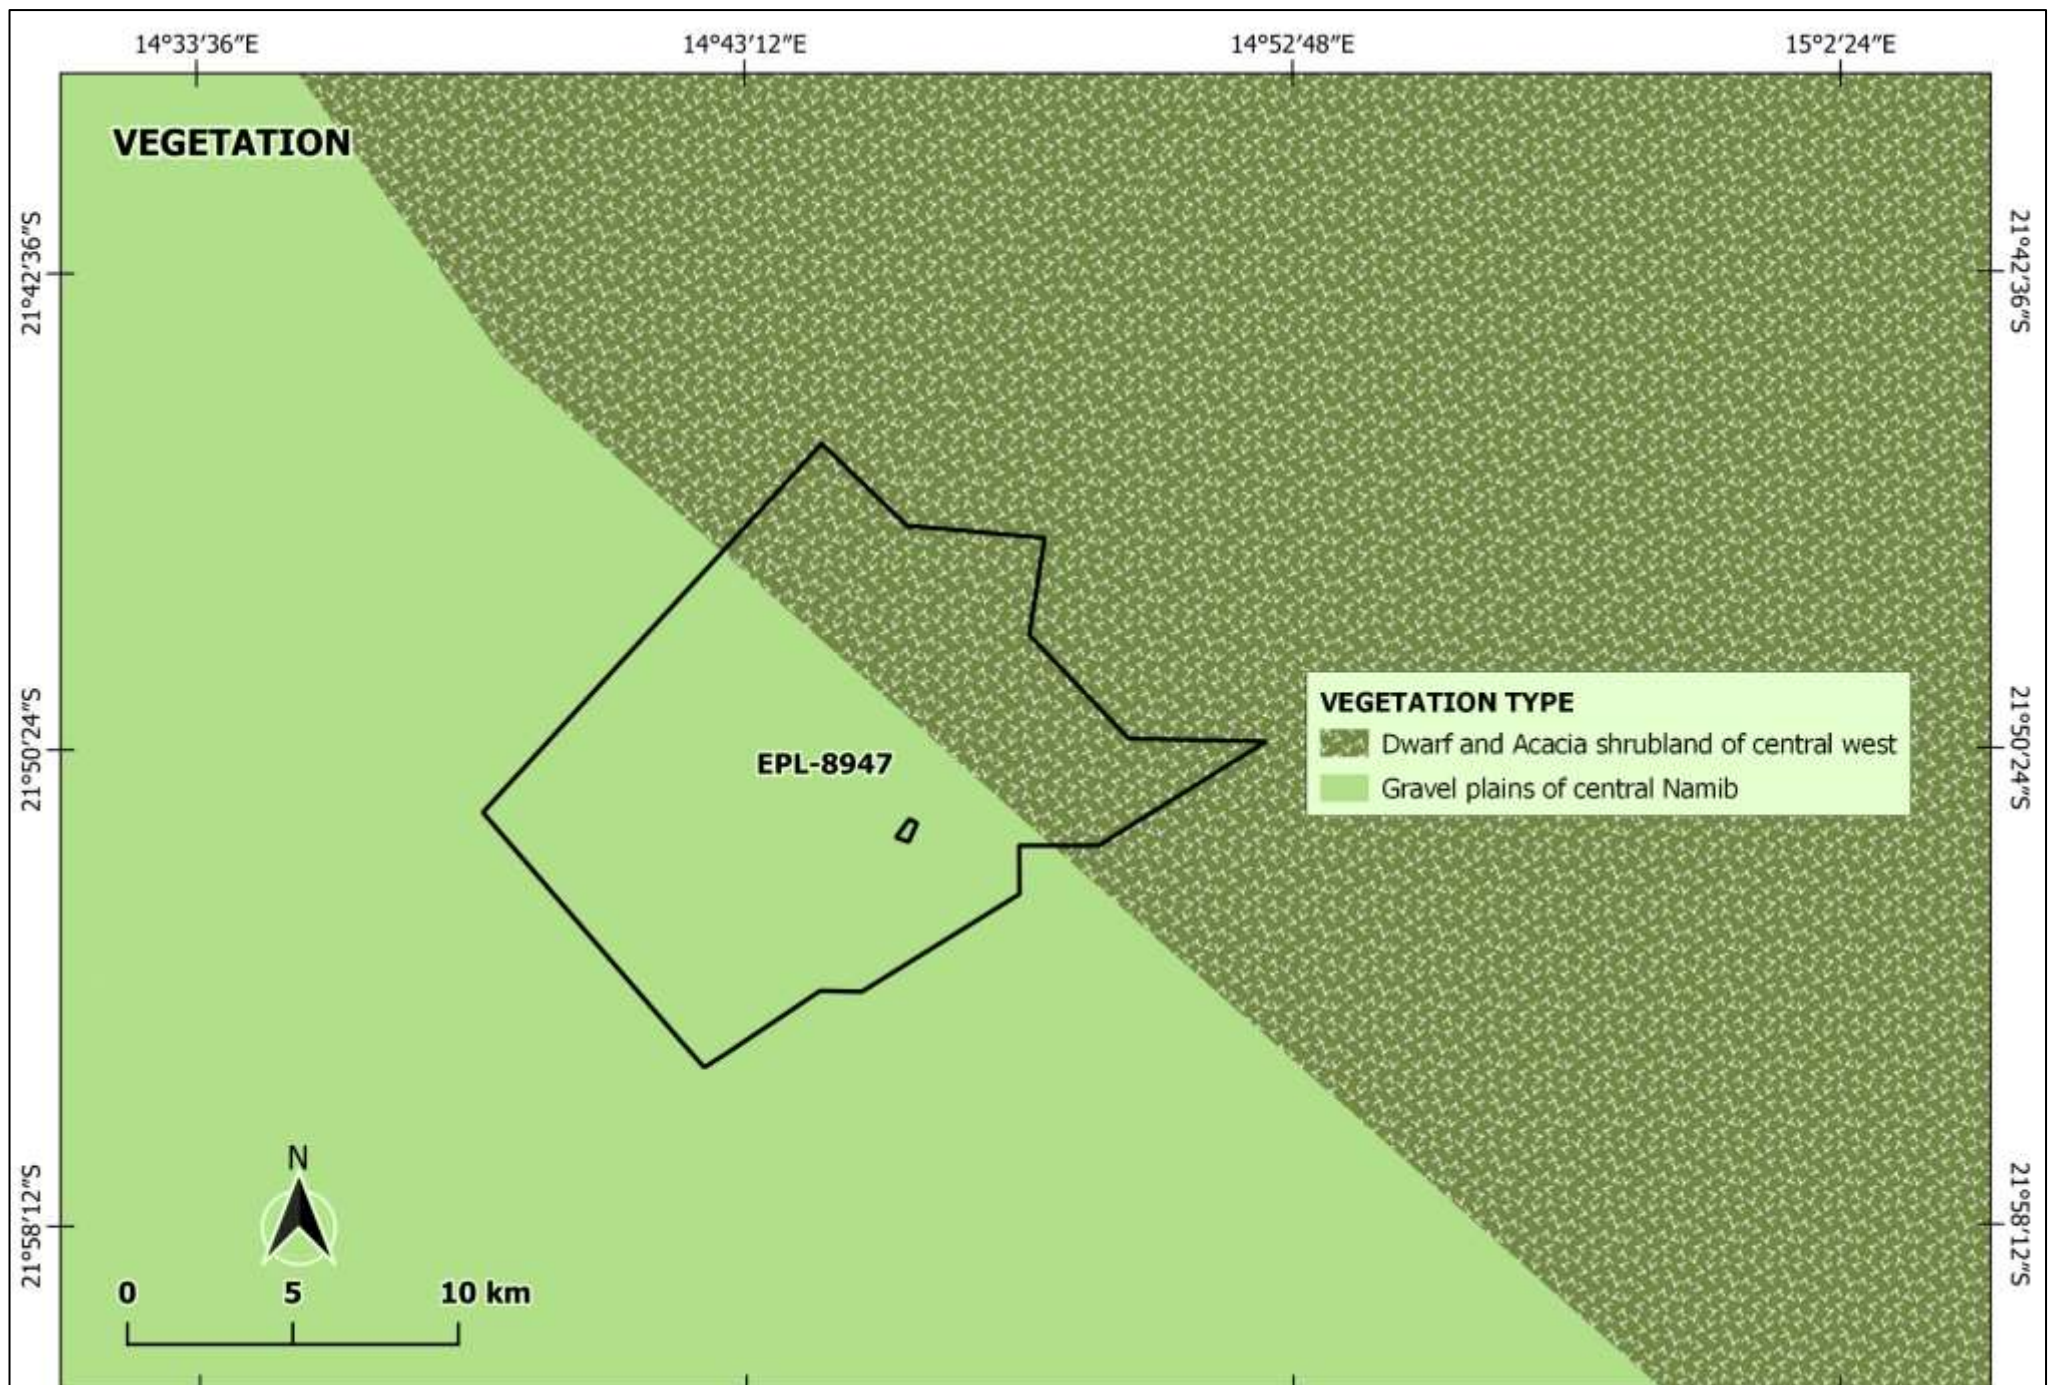 14°33′36″E
14°43′12″E
14°52′48″E
15°2′24″E
VEGETATION
21°42′36″S
21°42′36″S
21°50′24″S
21°50′24″S
VEGETATION TYPE
Dwarf and Acacia shrubland of central west
Gravel plains of central Namib
EPL-8947
21°58′12″S
21°58′12″S
N
0 5 10 km